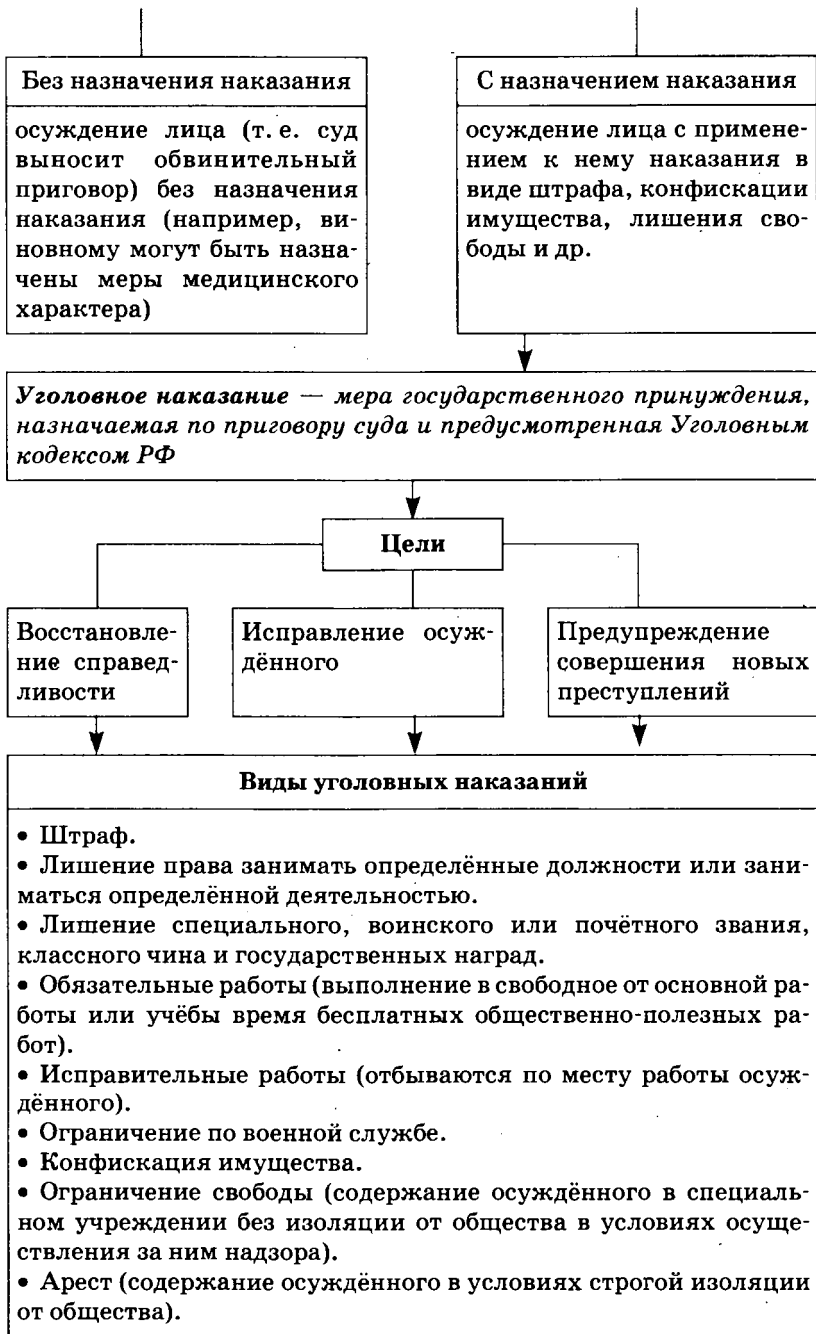 Без назначения наказания
осуждение лица (т. е. суд
выносит обвинительный
приговор) без назначения
наказания (например, ви-
новному могут быть назна-
чены меры медицинского
характера)
С назначением наказания
осуждение лица с примене-
нием к нему наказания в
виде штрафа, конфискации
имущества, лишения сво-
боды и др.
Уголовное наказание — мера государственного принуждения,
назначаемая по приговору суда и предусмотренная Уголовным
кодексом РФ
Цели
Восстановле-
ние справед-
ливости
Исправление осуж-
дённого
Предупреждение
совершения новых
преступлений
Виды уголовных наказаний
• Штраф.
• Лишение права занимать определённые должности или зани-
маться определённой деятельностью.
• Лишение специального, воинского или почётного звания,
классного чина и государственных наград.
• Обязательные работы (выполнение в свободное от основной ра-
боты или учёбы время бесплатных общественно-полезных ра-
бот).
• Исправительные работы (отбываются по месту работы осуж-
дённого).
• Ограничение по военной службе.
• Конфискация имущества.
• Ограничение свободы (содержание осуждённого в специаль-
ном учреждении без изоляции от общества в условиях осуще-
ствления за ним надзора).
• Арест (содержание осуждённого в условиях строгой изоляции
от общества).